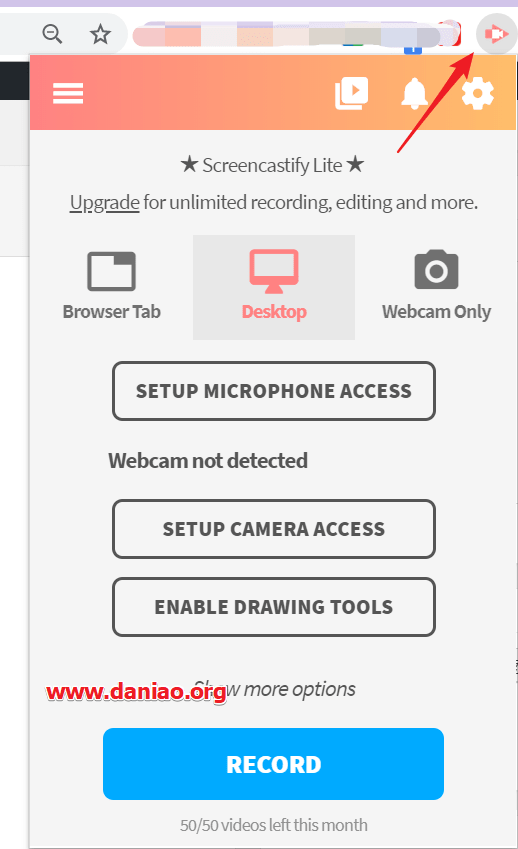 ★ Screencastify Lite ★
Upgrade for unlimited recording, editing and more.
Browser Tab
Desktop
Webcam Only
SETUP MICROPHONE ACCESS
Webcam not detected
SETUP CAMERA ACCESS
ENABLE DRAWING TOOLS
Show more options
www.daniao.org
RECORD
50/50 videos left this month